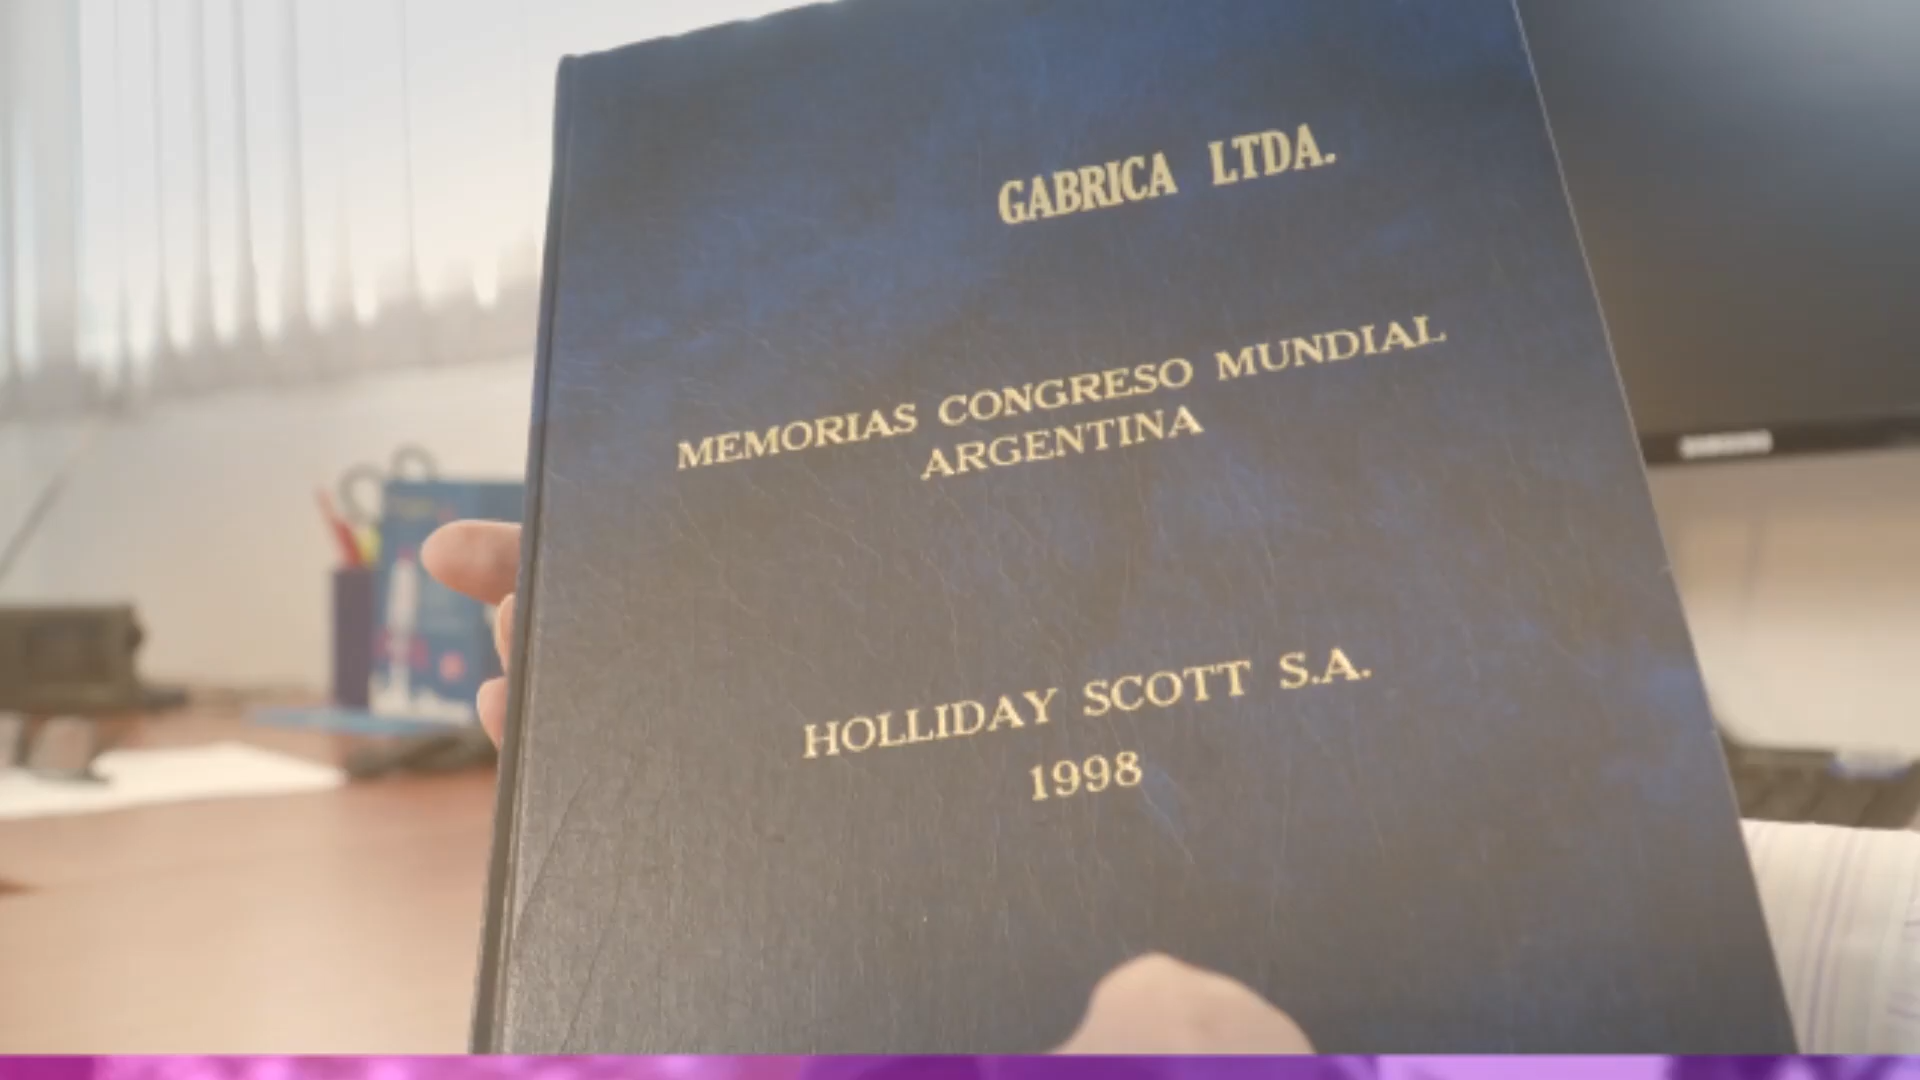 GABRICA LTDA.
MEMORIAS CONGRESO MUNDIAL
ARGENTINA
HOLLIDAY SCOTT S.A.
1998